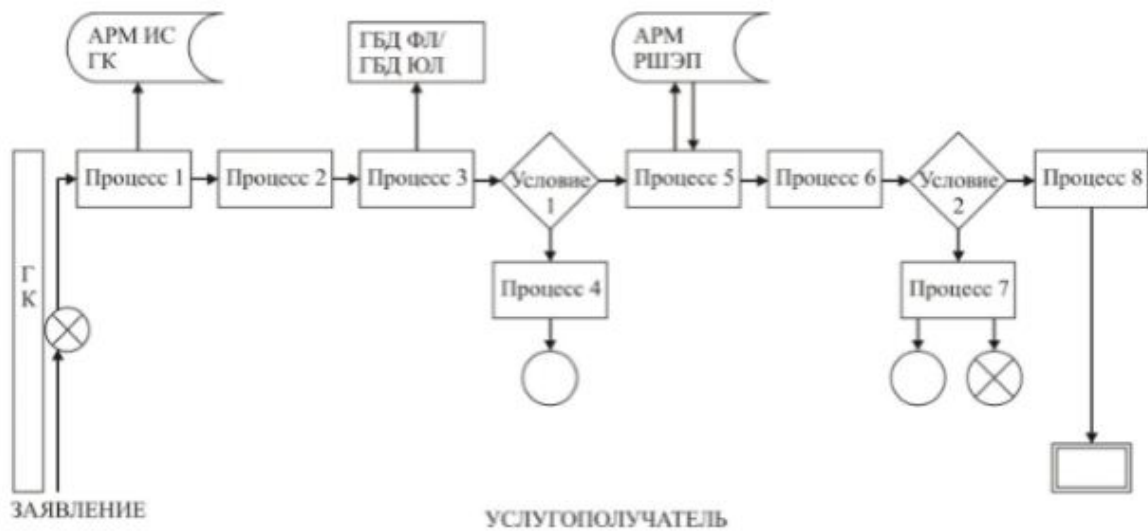 АРМ ИС
ГК
ГБД ФЛ/
ГБД ЮЛ
АРМ
РШЭП
Процесс 1
Процесс 2
Процесс 3
Условие
1
Процесс 5
Процесс 6
Условие
2
Процесс 8
Г
К
Процесс 4
Процесс 7
ЗАЯВЛЕНИЕ
УСЛУГОПОЛУЧАТЕЛЬ